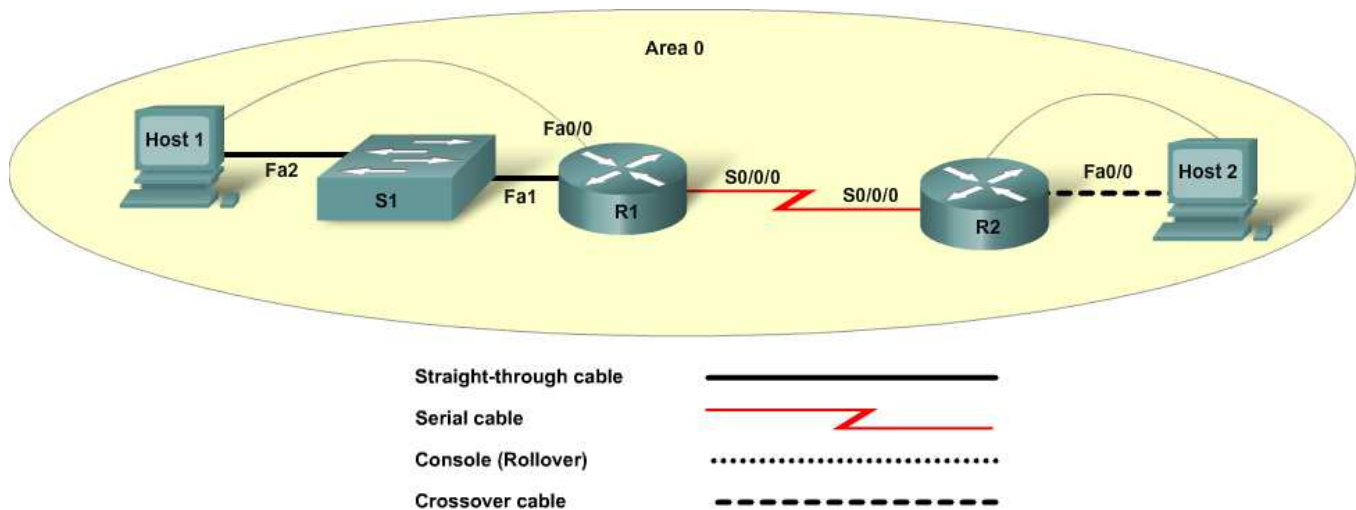 Area 0
Host 1
Fa2
S1
Fa1
Fa0/0
R1
S0/0/0
S0/0/0
R2
Fa0/0
Host 2
Straight-through cable
Serial cable
Console (Rollover)
Crossover cable